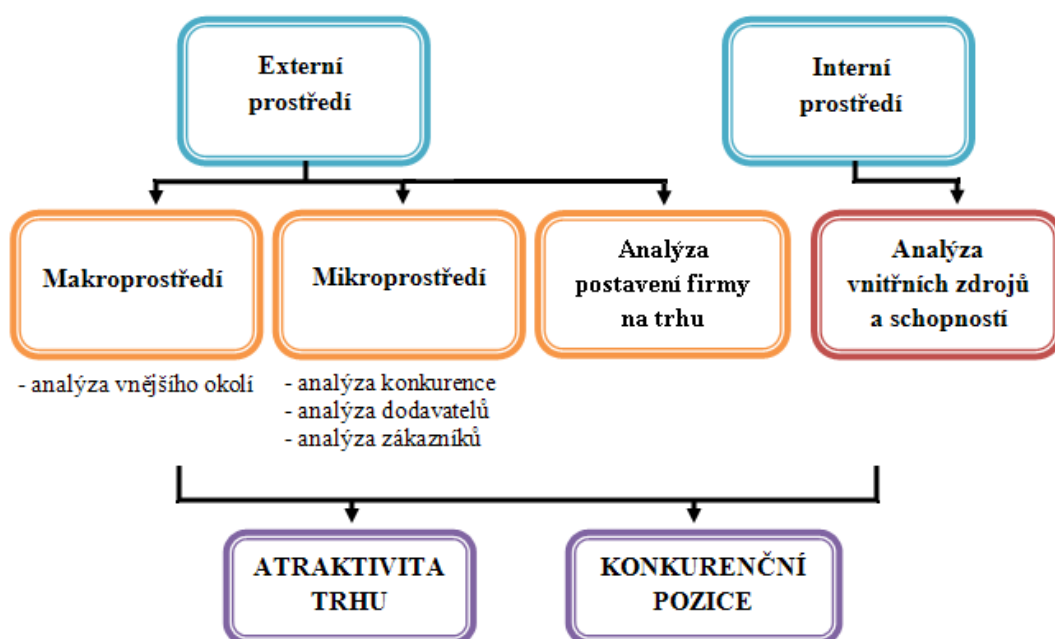 Externí
prostředí
Interní
prostředí
Makroprostředí
Mikroprostředí
Analýza
postavení firmy
na trhu
Analýza
vnitřních zdrojů
a schopností
- analýza vnějšího okolí
- analýza konkurence
- analýza dodavatelů
- analýza zákazníků
ATRAKTIVITA
TRHU
KONKURENČNÍ
POZICE